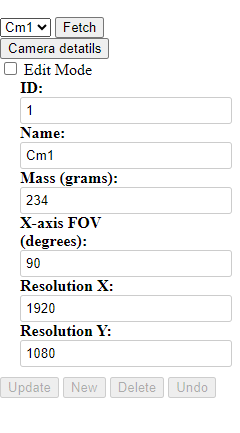 Cm1 Fetch
Camera detatils
Edit Mode
ID:
1
Name:
Cm1
Mass (grams):
234
X-axis FOV
(degrees):
90
Resolution X:
1920
Resolution Y:
1080
Update New Delete Undo